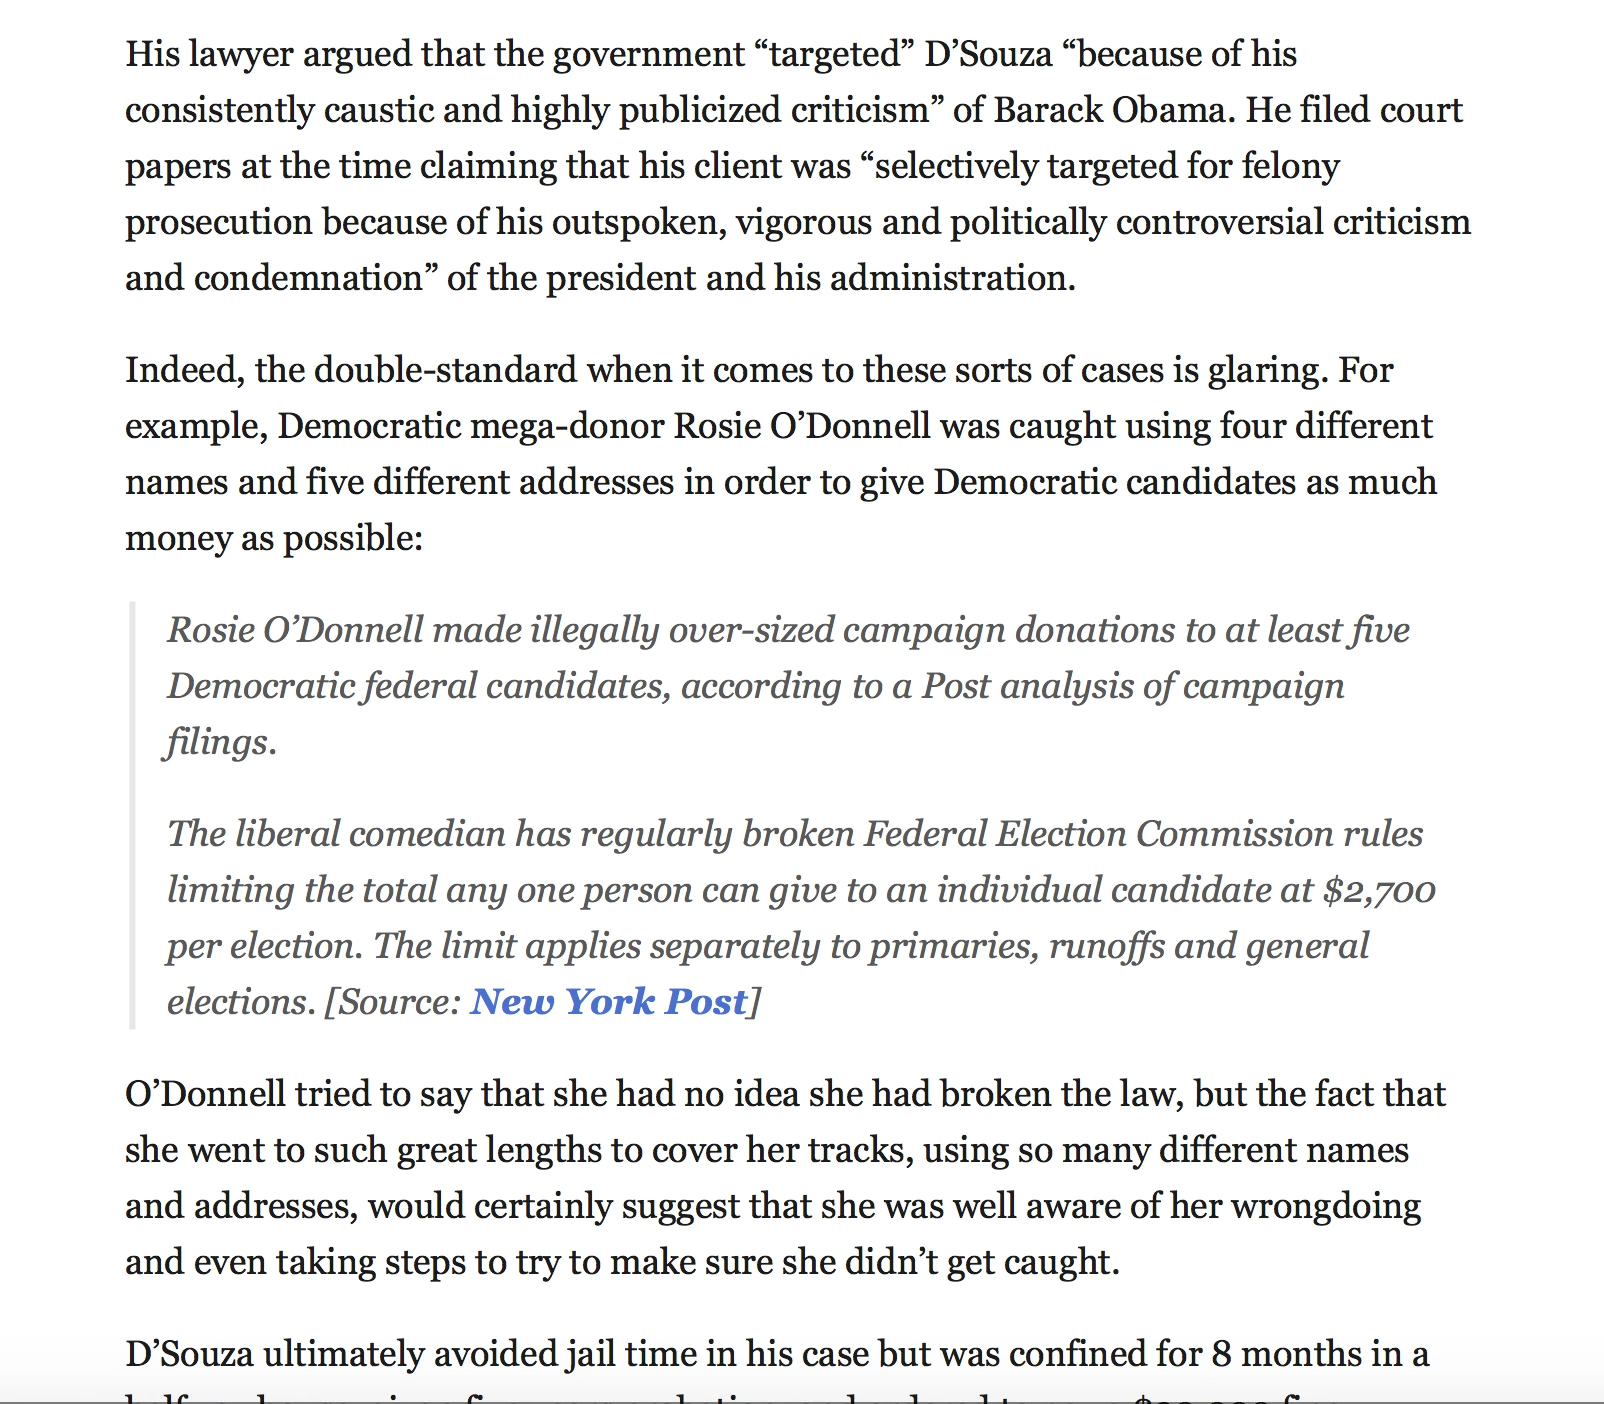 His lawyer argued that the government “targeted” D’Souza “because of his
consistently caustic and highly publicized criticism” of Barack Obama. He filed court
papers at the time claiming that his client was “selectively targeted for felony
prosecution because of his outspoken, vigorous and politically controversial criticism
and condemnation” of the president and his administration.
Indeed, the double-standard when it comes to these sorts of cases is glaring. For
example, Democratic mega-donor Rosie O’Donnell was caught using four different
names and five different addresses in order to give Democratic candidates as much
money as possible:
Rosie O’Donnell made illegally over-sized campaign donations to at least five
Democratic federal candidates, according to a Post analysis of campaign
filings.
The liberal comedian has regularly broken Federal Election Commission rules
limiting the total any one person can give to an individual candidate at $2,700
per election. The limit applies separately to primaries, runoffs and general
elections. [Source: New York Post]
O’Donnell tried to say that she had no idea she had broken the law, but the fact that
she went to such great lengths to cover her tracks, using so many different names
and addresses, would certainly suggest that she was well aware of her wrongdoing
and even taking steps to try to make sure she didn’t get caught.
D’Souza ultimately avoided jail time in his case but was confined for 8 months in a